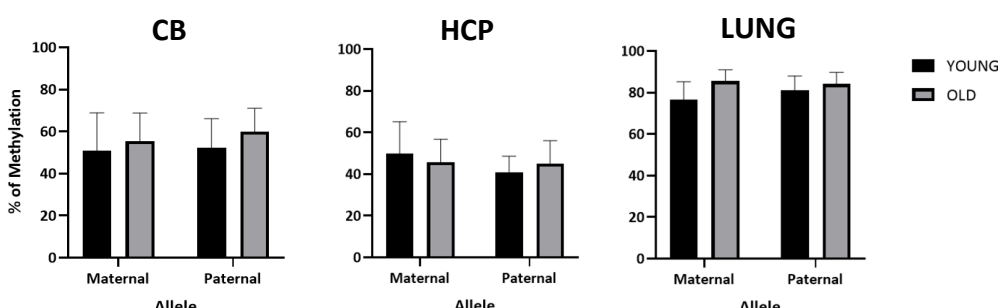 CB
HCP
LUNG
% of Methylation
100
80
60
40
20
0
Maternal
Paternal
Allele
100
80
60
40
20
0
Maternal
Paternal
Allele
100
80
60
40
20
0
Maternal
Paternal
Allele
YOUNG
OLD